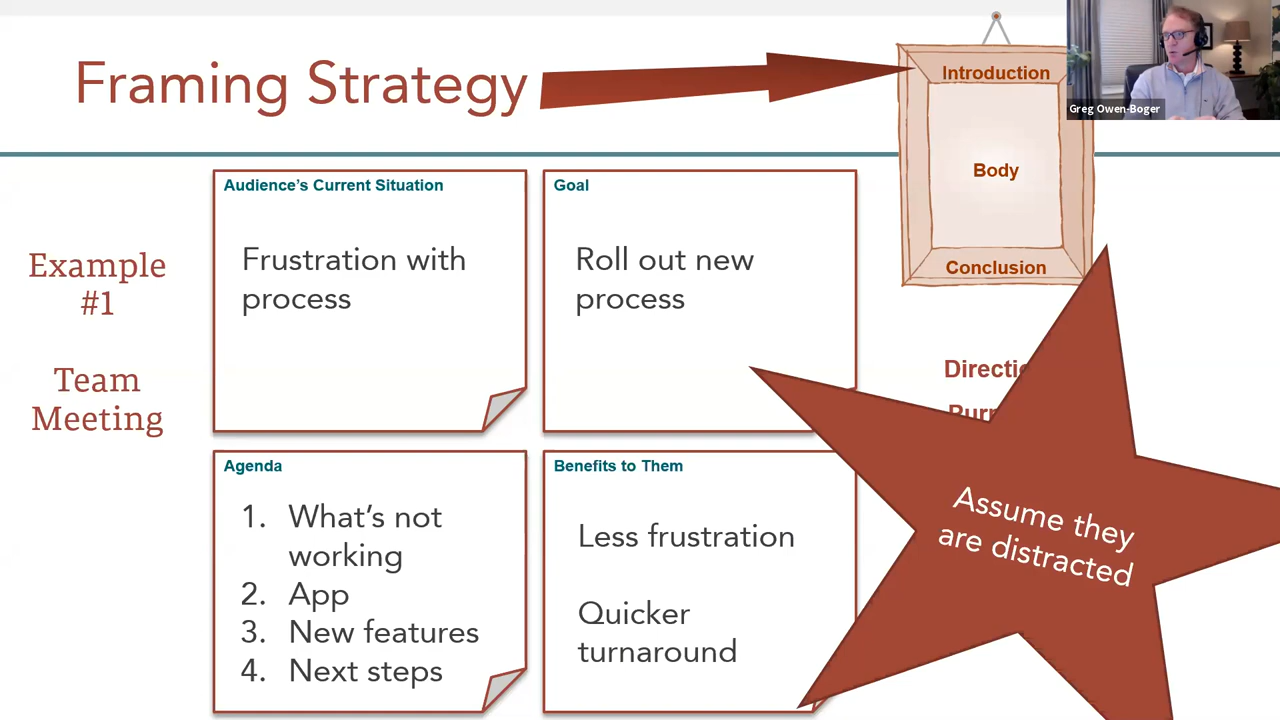 Framing Strategy
Introduction
Body
Conclusion
Greg Owen-Boger
Example
#1
Team
Meeting
Audience's Current Situation
Frustration with
process
Goal
Roll out new
process
Agenda
1. What's not
working
2. App
3. New features
4. Next steps
Benefits to Them
Less frustration
Quicker
turnaround
Assume they
are distracted